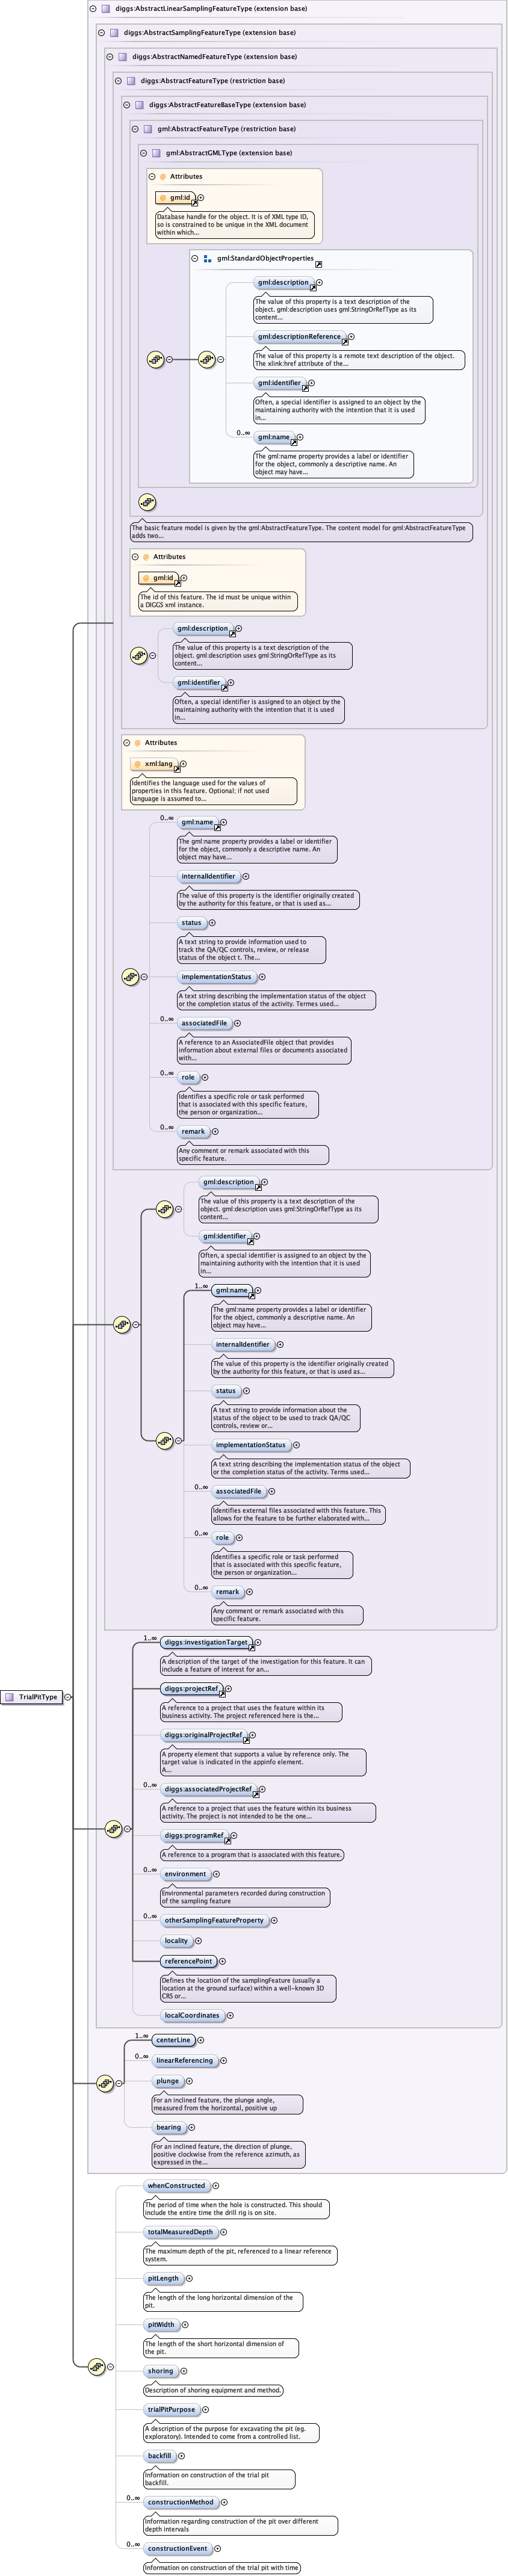 diggs:AbstractLinearSamplingFeatureType (extension base)
diggs:AbstractSamplingFeatureType (extension base)
diggs:AbstractNamedFeatureType (extension base)
diggs:AbstractFeatureType (restriction base)
diggs:AbstractFeatureBaseType (extension base)
gml:AbstractFeatureType (restriction base)
gml:AbstractGMLType (extension base)
Attributes
gml:id
Database handle for the object. It is of XML type ID,
so is constrained to be unique in the XML document
within which...
gml:StandardObjectProperties
gml:description
The value of this property is a text description of the
object. gml:description uses gml:StringOrRefType as its
content...
gml:descriptionReference
The value of this property is a remote text description of the object.
The xlink:href attribute of the...
gml:identifier
Often, a special identifier is assigned to an object by the
maintaining authority with the intention that it is used
in...
0..∞
gml:name
The gml:name property provides a label or identifier
for the object, commonly a descriptive name. An
object may have...
The basic feature model is given by the gml:AbstractFeatureType. The content model for gml:AbstractFeatureType
adds two...
Attributes
gml:id
The id of this feature. The id must be unique within
a DIGGS xml instance.
gml:description
The value of this property is a text description of the
object. gml:description uses gml:StringOrRefType as its
content...
gml:identifier
Often, a special identifier is assigned to an object by the
maintaining authority with the intention that it is used
in...
Attributes
xml:lang
Identifies the language used for the values of
properties in this feature. Optional; if not used
language is assumed to...
0..∞
gml:name
The gml:name property provides a label or identifier
for the object, commonly a descriptive name. An
object may have...
internalIdentifier
The value of this property is the identifier originally created
by the authority for this feature, or that is used as...
status
A text string to provide information used to
track the QA/QC controls, review, or release
status of the object t. The...
implementationStatus
A text string describing the implementation status of the object
or the completion status of the activity. Termes used...
0..∞
associatedFile
A reference to an AssociatedFile object that provides
information about external files or documents associated
with...
0..∞
role
Identifies a specific role or task performed
that is associated with this specific feature,
the person or organization...
0..∞
remark
Any comment or remark associated with this
specific feature.
gml:description
The value of this property is a text description of the
object. gml:description uses gml:StringOrRefType as its
content...
gml:identifier
Often, a special identifier is assigned to an object by the
maintaining authority with the intention that it is used
in...
1..∞
gml:name
The gml:name property provides a label or identifier
for the object, commonly a descriptive name. An
object may have...
internalIdentifier
The value of this property is the identifier originally created
by the authority for this feature, or that is used as...
status
A text string to provide information about the
status of the object to be used to track QA/QC
controls, review or...
implementationStatus
A text string describing the implementation status of the object
or the completion status of the activity. Terms used...
0..∞
associatedFile
Identifies external files associated with this feature. This
allows for the feature to be further elaborated with...
0..∞
role
Identifies a specific role or task performed
that is associated with this specific feature,
the person or organization...
0..∞
remark
Any comment or remark associated with this
specific feature.
1..∞
diggs:investigationTarget
A description of the target of the investigation for this feature. It can
include a feature of interest for an...
TrialPitType
diggs:projectRef
A reference to a project that uses the feature within its
business activity. The project referenced here is the...
diggs:originalProjectRef
A property element that supports a value by reference only. The
target value is indicated in the appinfo element.
A...
0..∞
diggs:associatedProjectRef
A reference to a project that uses the feature within its business
activity. The project is not intended to be the one...
diggs:programRef
A reference to a program that is associated with this feature.
0..∞
environment
Environmental parameters recorded during construction
of the sampling feature
0..∞
otherSamplingFeatureProperty
locality
referencePoint
Defines the location of the samplingFeature (usually a
location at the ground surface) within a well-known 3D
CRS or...
localCoordinates
1..∞
centerLine
0..∞
linearReferencing
plunge
For an inclined feature, the plunge angle,
measured from the horizontal, positive up
bearing
For an inclined feature, the direction of plunge,
positive clockwise from the reference azimuth, as
expressed in the...
whenConstructed
The period of time when the hole is constructed. This should
include the entire time the drill rig is on site.
totalMeasuredDepth
The maximum depth of the pit, referenced to a linear reference
system.
pitLength
The length of the long horizontal dimension of the
pit.
pitWidth
The length of the short horizontal dimension of
the pit.
shoring
Description of shoring equipment and method.
trialPitPurpose
A description of the purpose for excavating the pit (eg.
exploratory). Intended to come from a controlled list.
backfill
Information on construction of the trial pit
backfill.
0..∞
constructionMethod
Information regarding construction of the pit over different
depth intervals
0..∞
constructionEvent
Information on construction of the trial pit with time